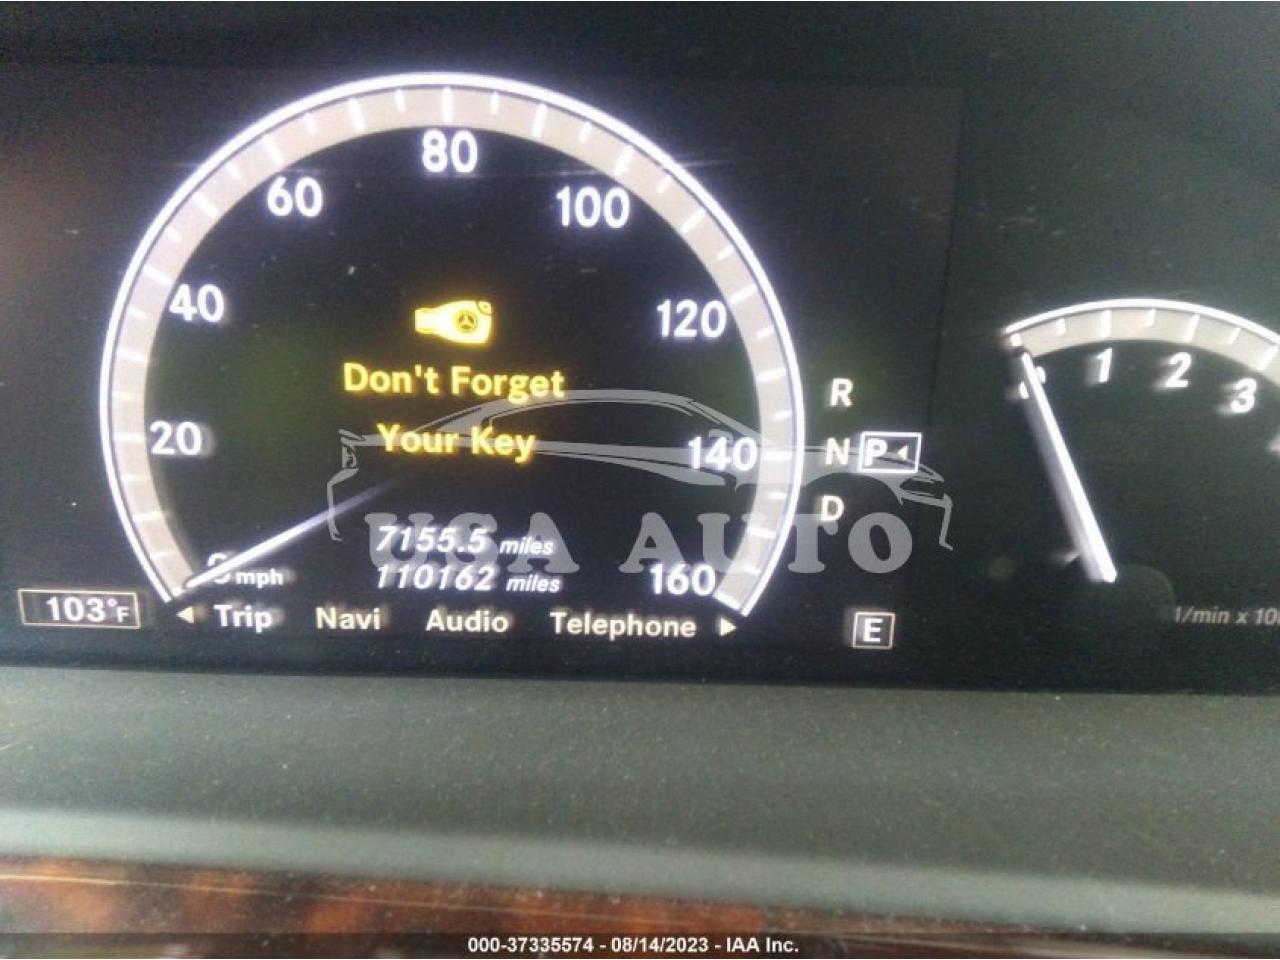 80
60
100
40
120
Don't Forget
R
1
2
3
0
20
Your Key
140
N
P
D
USA AUTO
7155.5 miles
0 mph
110162 miles
160
103°F
Trip
Navi
Audio
Telephone
E
1/min x 10
000-37335574 - 08/14/2023 - IAA Inc.